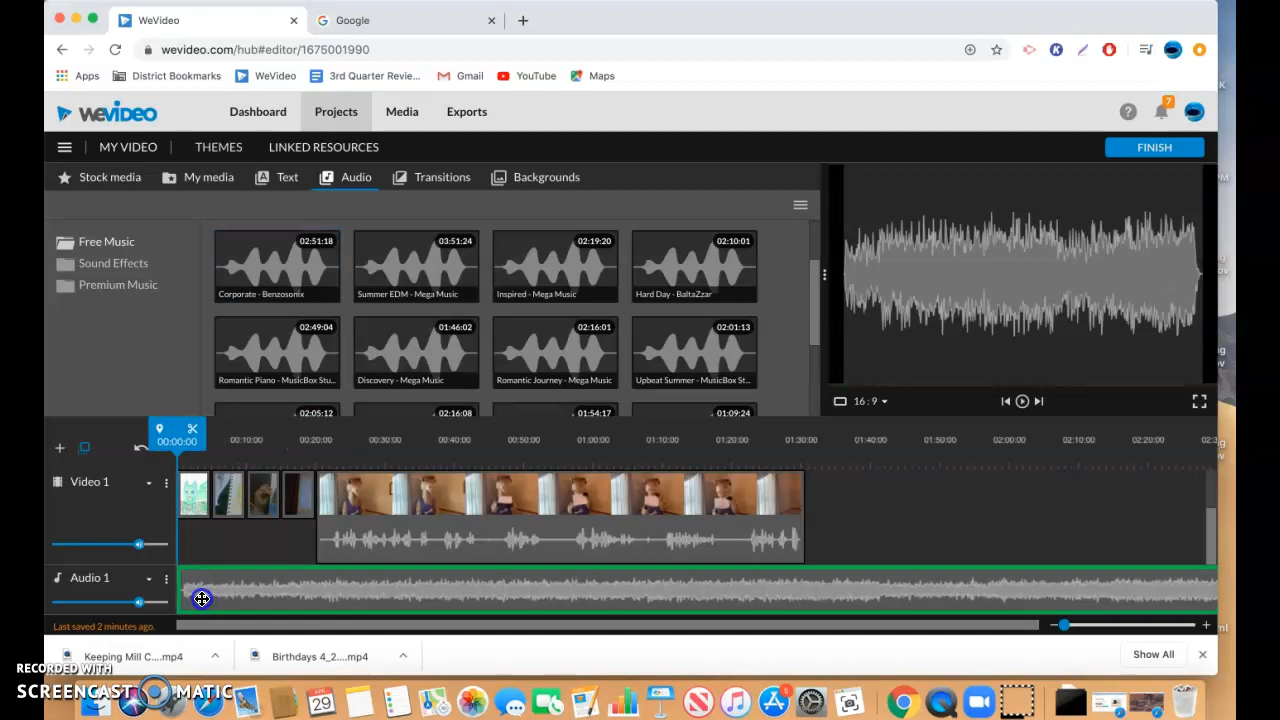 WeVideo
Google
wevideo.com/hub#editor/1675001990
Apps
District Bookmarks
WeVideo
3rd Quarter Revie...
Gmail
YouTube
Maps
wevideo
Dashboard
Projects
Media
Exports
7
MY VIDEO
THEMES
LINKED RESOURCES
FINISH
Stock media
My media
Text
Audio
Transitions
Backgrounds
Free Music
Sound Effects
Premium Music
02:51:18
03:51:24
02:19:20
02:10:01
Corporate - Benzosonix
Summer EDM - Mega Music
Inspired - Mega Music
Hard Day - BaltaZzar
02:49:04
01:46:02
02:16:01
02:01:13
Romantic Piano - MusicBox Stu...
Discovery - Mega Music
Romantic Journey - Mega Music
Upbeat Summer - MusicBox St...
02:05:12
02:16:08
01:54:17
01:09:24
16:9
00:00:00
00:10:00
00:20:00
00:30:00
00:40:00
00:50:00
01:00:00
01:10:00
01:20:00
01:30:00
01:40:00
01:50:00
02:00:00
02:10:00
02:20:00
02:3
Video 1
Audio 1
Last saved 2 minutes ago.
Keeping Mill C....mp4
Birthdays 4_2....mp4
Show All
RECORDED WITH
SCREENCAST MATIC
APR
29